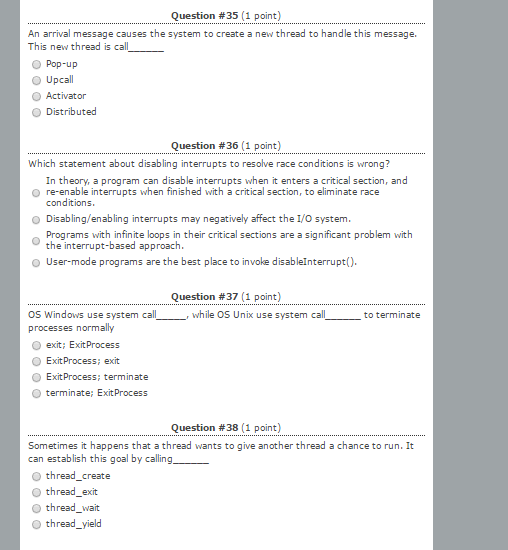 Question #35 (1 point)
An arrival message causes the system to create a new thread to handle this message.
This new thread is call______
Pop-up
Upcall
Activator
Distributed
Question #36 (1 point)
Which statement about disabling interrupts to resolve race conditions is wrong?
In theory, a program can disable interrupts when it enters a critical section, and
re-enable interrupts when finished with a critical section, to eliminate race
conditions.
Disabling/enabling interrupts may negatively affect the I/O system.
Programs with infinite loops in their critical sections are a significant problem with
the interrupt-based approach.
User-mode programs are the best place to invoke disableInterrupt().
Question #37 (1 point)
OS Windows use system call_____, while OS Unix use system call______ to terminate
processes normally
exit; ExitProcess
ExitProcess; exit
ExitProcess; terminate
terminate; ExitProcess
Question #38 (1 point)
Sometimes it happens that a thread wants to give another thread a chance to run. It
can establish this goal by calling______
thread_create
thread_exit
thread_wait
thread_yield